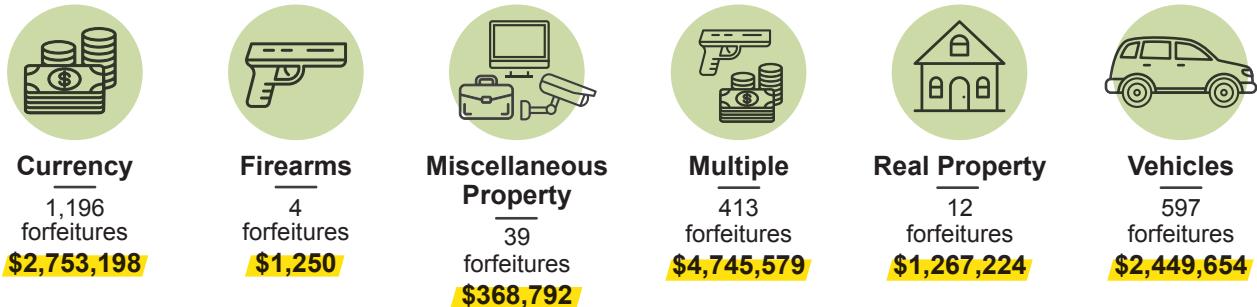 Currency
1,196
forfeitures
$2,753,198
Firearms
4
forfeitures
$1,250
Miscellaneous
Property
39
forfeitures
$368,792
Multiple
413
forfeitures
$4,745,579
Real Property
12
forfeitures
$1,267,224
Vehicles
597
forfeitures
$2,449,654